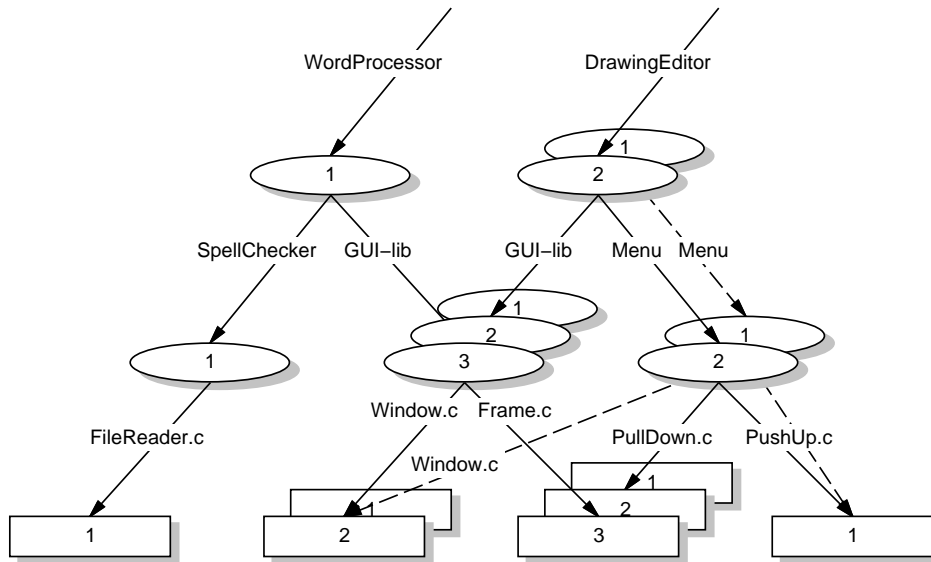 WordProcessor
DrawingEditor
1
1
2
SpellChecker
GUI–lib
GUI–lib
Menu
Menu
1
2
1
1
3
2
Window.c
Frame.c
FileReader.c
PullDown.c
PushUp.c
Window.c
1
1
2
1
2
3
1